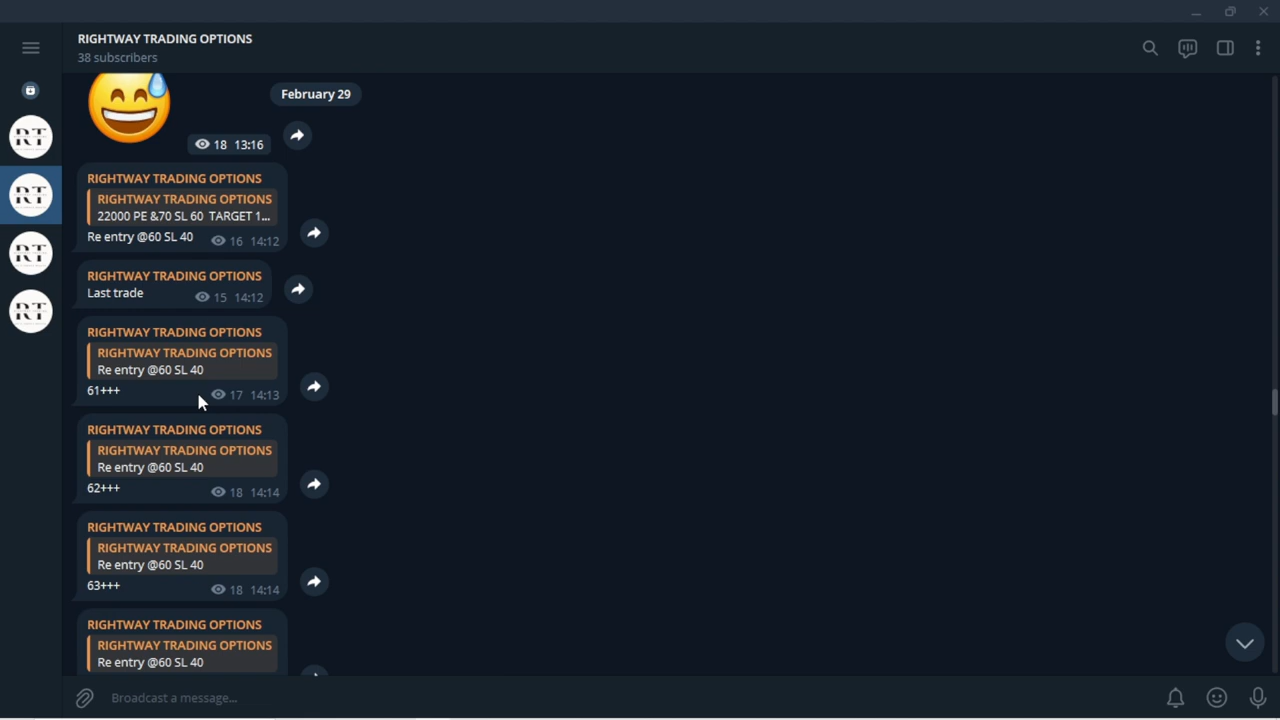 RIGHTWAY TRADING OPTIONS
38 subscribers
February 29
18 13:16
RIGHTWAY TRADING OPTIONS
RIGHTWAY TRADING OPTIONS
22000 PE &70 SL 60 TARGET 1...
Re entry @60 SL 40 16 14:12
RIGHTWAY TRADING OPTIONS
Last trade 15 14:12
RIGHTWAY TRADING OPTIONS
RIGHTWAY TRADING OPTIONS
Re entry @60 SL 40
61+++ 17 14:13
RIGHTWAY TRADING OPTIONS
RIGHTWAY TRADING OPTIONS
Re entry @60 SL 40
62+++ 18 14:14
RIGHTWAY TRADING OPTIONS
RIGHTWAY TRADING OPTIONS
Re entry @60 SL 40
63+++ 18 14:14
RIGHTWAY TRADING OPTIONS
RIGHTWAY TRADING OPTIONS
Re entry @60 SL 40
Broadcast a message...
RT
RT
RT
RT